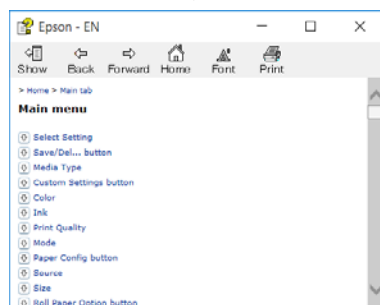 Epson - EN
Show Back Forward Home Font Print
> Home > Main tab
Main menu
Select Setting
Save/Del... button
Media Type
Custom Settings button
Color
Ink
Print Quality
Mode
Paper Config button
Source
Size
Roll Paper Option button